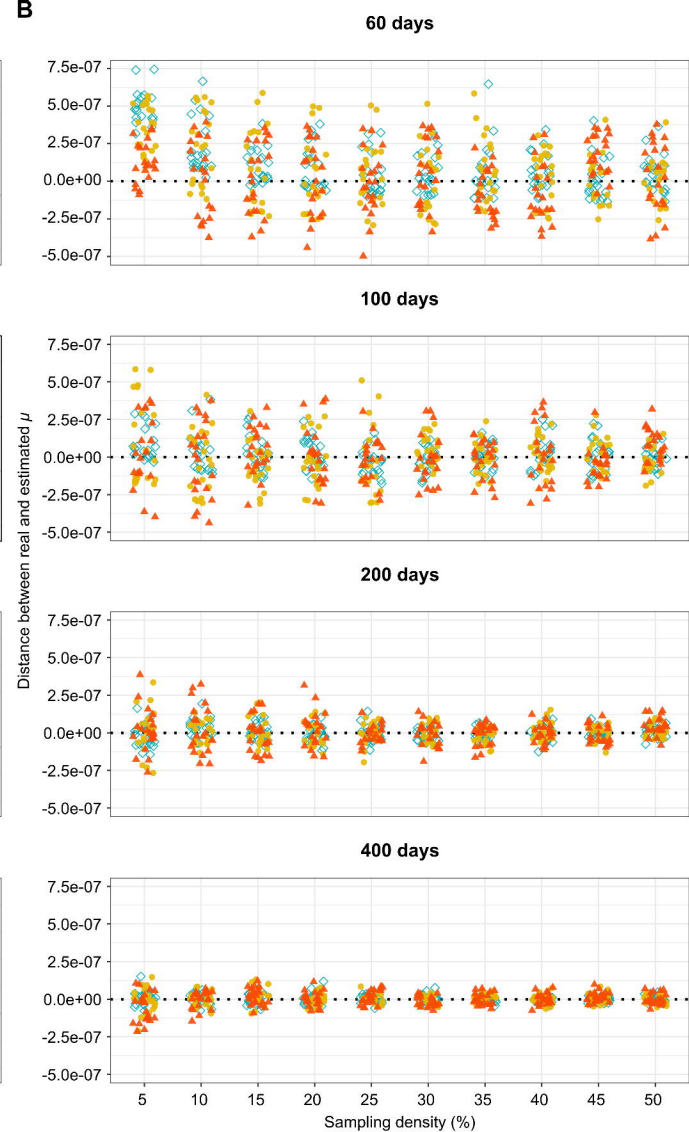 B
60 days
7.5e-07
5.0e-07
2.5e-07
0.0e+00
-2.5e-07
-5.0e-07
100 days
7.5e-07
5.0e-07
2.5e-07
0.0e+00
-2.5e-07
-5.0e-07
Distance between real and estimated μ
200 days
7.5e-07
5.0e-07
2.5e-07
0.0e+00
-2.5e-07
-5.0e-07
400 days
7.5e-07
5.0e-07
2.5e-07
0.0e+00
-2.5e-07
-5.0e-07
5 10 15 20 25 30 35 40 45 50
Sampling density (%)